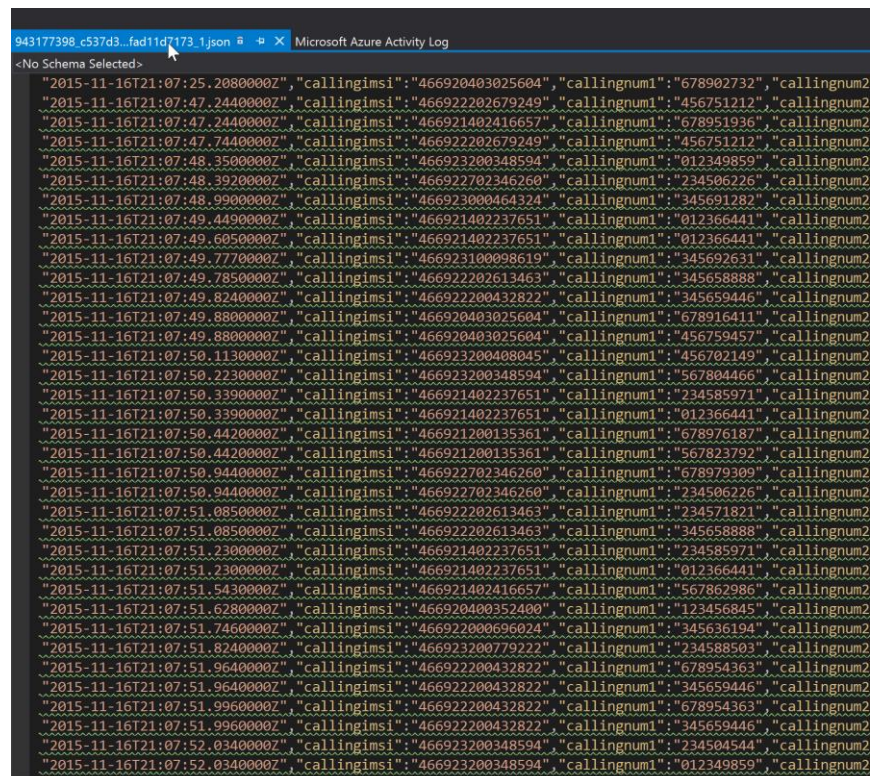 943177398_c537d3...fad11d7173_1.json Microsoft Azure Activity Log
<No Schema Selected>
"2015-11-16T21:07:25.2080000Z","callingimsi":"466920403025604","callingnum1":"678902732","callingnum2
"2015-11-16T21:07:47.2440000Z","callingimsi":"466922202679249","callingnum1":"456751212","callingnum2
"2015-11-16T21:07:47.2440000Z","callingimsi":"466921402416657","callingnum1":"678951936","callingnum2
"2015-11-16T21:07:47.7440000Z","callingimsi":"466922202679249","callingnum1":"456751212","callingnum2
"2015-11-16T21:07:48.3500000Z","callingimsi":"466923200348594","callingnum1":"012349859","callingnum2
"2015-11-16T21:07:48.3920000Z","callingimsi":"466922702346260","callingnum1":"234506226","callingnum2
"2015-11-16T21:07:48.9900000Z","callingimsi":"466923000464324","callingnum1":"345691282","callingnum2
"2015-11-16T21:07:49.4490000Z","callingimsi":"466921402237651","callingnum1":"012366441","callingnum2
"2015-11-16T21:07:49.6050000Z","callingimsi":"466921402237651","callingnum1":"012366441","callingnum2
"2015-11-16T21:07:49.7770000Z","callingimsi":"466923100098619","callingnum1":"345692631","callingnum2
"2015-11-16T21:07:49.7850000Z","callingimsi":"466922202613463","callingnum1":"345658888","callingnum2
"2015-11-16T21:07:49.8240000Z","callingimsi":"466922200432822","callingnum1":"345659446","callingnum2
"2015-11-16T21:07:49.8800000Z","callingimsi":"466920403025604","callingnum1":"678916411","callingnum2
"2015-11-16T21:07:49.8800000Z","callingimsi":"466920403025604","callingnum1":"456759457","callingnum2
"2015-11-16T21:07:50.1130000Z","callingimsi":"466923200408045","callingnum1":"456702149","callingnum2
"2015-11-16T21:07:50.2230000Z","callingimsi":"466923200348594","callingnum1":"567804466","callingnum2
"2015-11-16T21:07:50.3390000Z","callingimsi":"466921402237651","callingnum1":"234585971","callingnum2
"2015-11-16T21:07:50.3390000Z","callingimsi":"466921402237651","callingnum1":"012366441","callingnum2
"2015-11-16T21:07:50.4420000Z","callingimsi":"466921200135361","callingnum1":"678976187","callingnum2
"2015-11-16T21:07:50.4420000Z","callingimsi":"466921200135361","callingnum1":"567823792","callingnum2
"2015-11-16T21:07:50.9440000Z","callingimsi":"466922702346260","callingnum1":"678979309","callingnum2
"2015-11-16T21:07:50.9440000Z","callingimsi":"466922702346260","callingnum1":"234506226","callingnum2
"2015-11-16T21:07:51.0850000Z","callingimsi":"466922202613463","callingnum1":"234571821","callingnum2
"2015-11-16T21:07:51.0850000Z","callingimsi":"466922202613463","callingnum1":"345658888","callingnum2
"2015-11-16T21:07:51.2300000Z","callingimsi":"466921402237651","callingnum1":"234585971","callingnum2
"2015-11-16T21:07:51.2300000Z","callingimsi":"466921402237651","callingnum1":"012366441","callingnum2
"2015-11-16T21:07:51.5430000Z","callingimsi":"466921402416657","callingnum1":"567862986","callingnum2
"2015-11-16T21:07:51.6280000Z","callingimsi":"466920400352400","callingnum1":"123456845","callingnum2
"2015-11-16T21:07:51.7460000Z","callingimsi":"466922000696024","callingnum1":"345636194","callingnum2
"2015-11-16T21:07:51.8240000Z","callingimsi":"466923200779222","callingnum1":"234588503","callingnum2
"2015-11-16T21:07:51.9640000Z","callingimsi":"466922200432822","callingnum1":"678954363","callingnum2
"2015-11-16T21:07:51.9640000Z","callingimsi":"466922200432822","callingnum1":"345659446","callingnum2
"2015-11-16T21:07:51.9960000Z","callingimsi":"466922200432822","callingnum1":"678954363","callingnum2
"2015-11-16T21:07:51.9960000Z","callingimsi":"466922200432822","callingnum1":"345659446","callingnum2
"2015-11-16T21:07:52.0340000Z","callingimsi":"466923200348594","callingnum1":"234504544","callingnum2
"2015-11-16T21:07:52.0340000Z","callingimsi":"466923200348594","callingnum1":"012349859","callingnum2